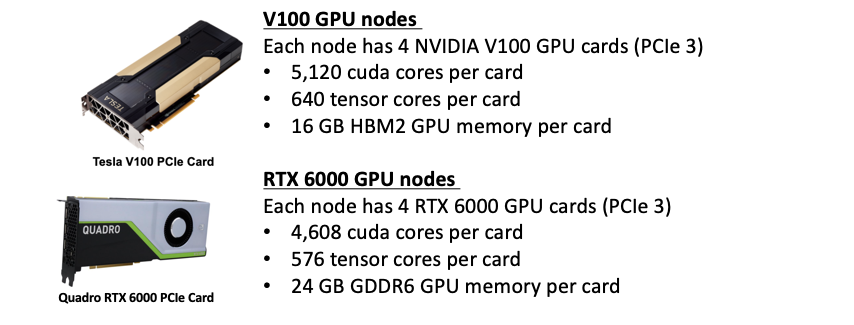 V100 GPU nodes
Each node has 4 NVIDIA V100 GPU cards (PCIe 3)
• 5,120 cuda cores per card
• 640 tensor cores per card
• 16 GB HBM2 GPU memory per card
TESLA
Tesla V100 PCIe Card
RTX 6000 GPU nodes
Each node has 4 RTX 6000 GPU cards (PCIe 3)
• 4,608 cuda cores per card
• 576 tensor cores per card
• 24 GB GDDR6 GPU memory per card
QUADRO
Quadro RTX 6000 PCIe Card